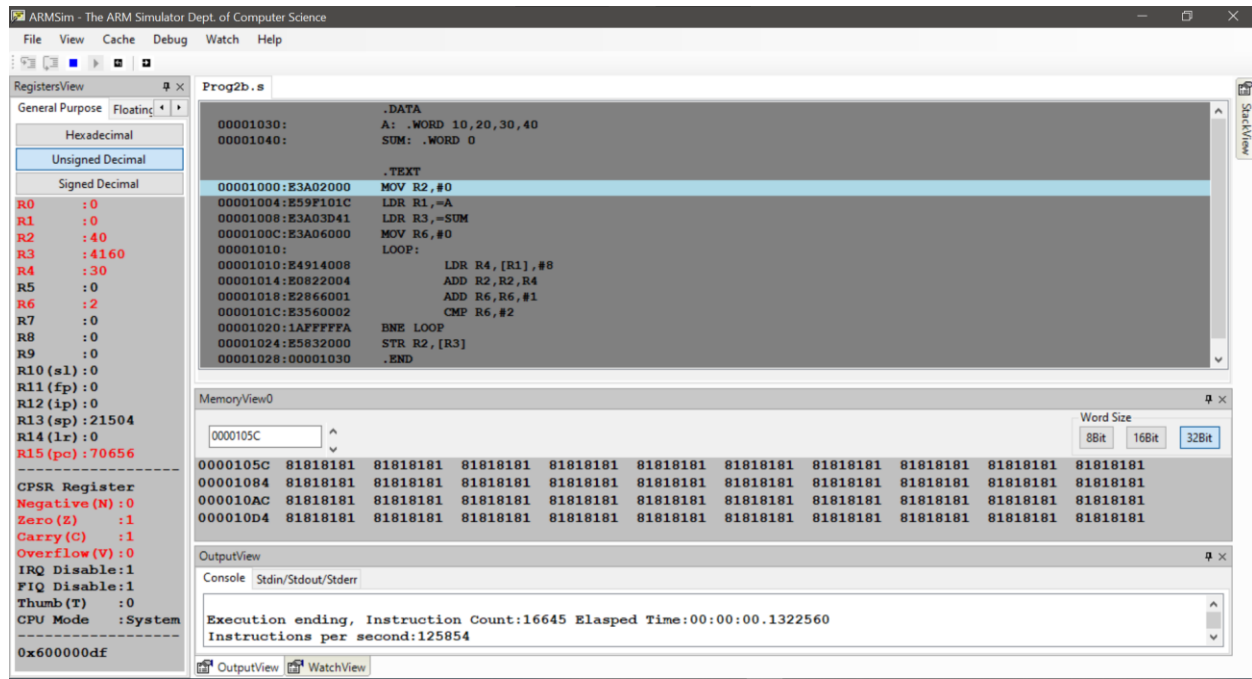 ARMSim - The ARM Simulator Dept. of Computer Science
File View Cache Debug Watch Help
RegistersView
General Purpose Floating
Hexadecimal
Unsigned Decimal
Signed Decimal
R0 :0
R1 :0
R2 :40
R3 :4160
R4 :30
R5 :0
R6 :2
R7 :0
R8 :0
R9 :0
R10(sl):0
R11(fp):0
R12(ip):0
R13(sp):21504
R14(lr):0
R15(pc):70656
------------------
CPSR Register
Negative(N):0
Zero(Z) :1
Carry(C) :1
Overflow(V):0
IRQ Disable:1
FIQ Disable:1
Thumb(T) :0
CPU Mode :System
------------------
0x600000df
Prog2b.s
.DATA
00001030: A: .WORD 10,20,30,40
00001040: SUM: .WORD 0
.TEXT
00001000:E3A02000 MOV R2,#0
00001004:E59F101C LDR R1,=A
00001008:E3A03D41 LDR R3,=SUM
0000100C:E3A06000 MOV R6,#0
00001010: LOOP:
00001010:E4914008 LDR R4,[R1],#8
00001014:E0822004 ADD R2,R2,R4
00001018:E2866001 ADD R6,R6,#1
0000101C:E3560002 CMP R6,#2
00001020:1AFFFFFA BNE LOOP
00001024:E5832000 STR R2,[R3]
00001028:00001030 .END
MemoryView0
0000105C
Word Size
8Bit 16Bit 32Bit
0000105C 81818181 81818181 81818181 81818181 81818181 81818181 81818181 81818181 81818181 81818181
00001084 81818181 81818181 81818181 81818181 81818181 81818181 81818181 81818181 81818181 81818181
000010AC 81818181 81818181 81818181 81818181 81818181 81818181 81818181 81818181 81818181 81818181
000010D4 81818181 81818181 81818181 81818181 81818181 81818181 81818181 81818181 81818181 81818181
OutputView
Console Stdin/Stdout/Stderr
Execution ending, Instruction Count:16645 Elasped Time:00:00:00.1322560
Instructions per second:125854
OutputView WatchView
StackView